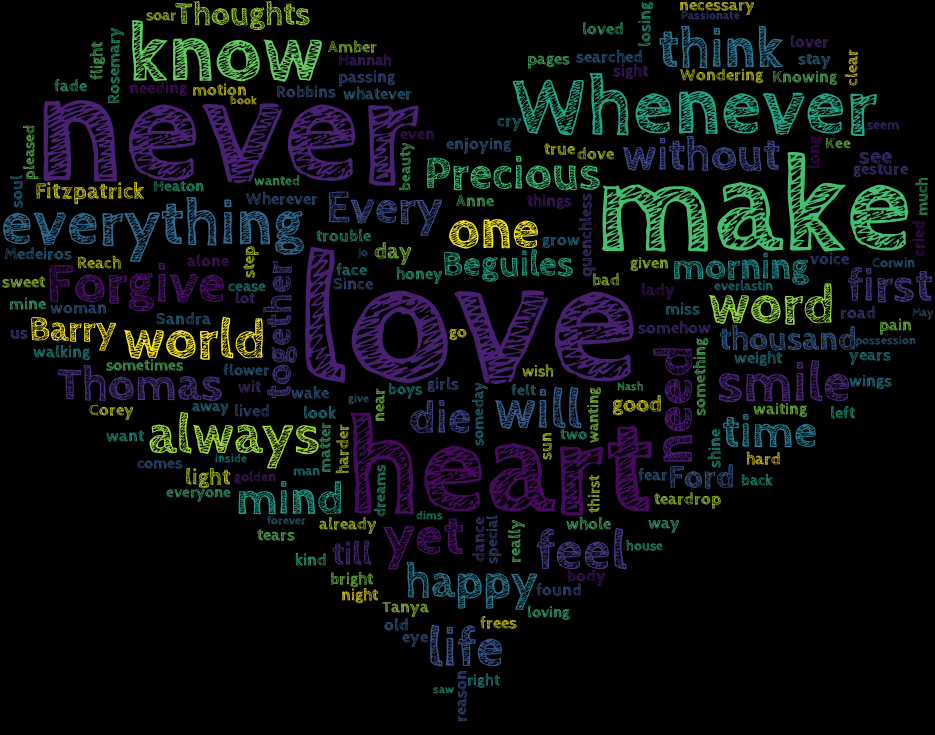 soar Thoughts necessary
Passionate
know Amber loved losing think lover
flight Rosemary Hannah pages searched stay clear
fade needing motion passing sight Wondering Knowing
book Robbins whatever
never even cry Whenever seem
pleased beauty enjoying true dove without long Kee see
gesture
soul Fitzpatrick Heaton wanted Precious make much
everything Wherever Every Anne things quenchless
trouble one grow cried
Medeiros Reach alone step day jo Beguiles given morning voice Corwin
sweet Forgive cease together face honey bad everlastin first
mine woman lot Since lady word road May
us Barry world Sandra love go miss somehow thousand pain
walking possession
sometimes flower wish need something weight years
Thomas wit wake give near boys girls felt Nash smile wings
Corey away lived look die someday will wanting good waiting left
want always matter harder heart sun two shine time
comes inside hard
light golden man dreams fear Ford back
everyone mind thirst teardrop
forever already dims whole way
tears yet dance special really
kind till feel house
bright happy body
night found
Tanya loving
old frees
eye life
right
saw reason